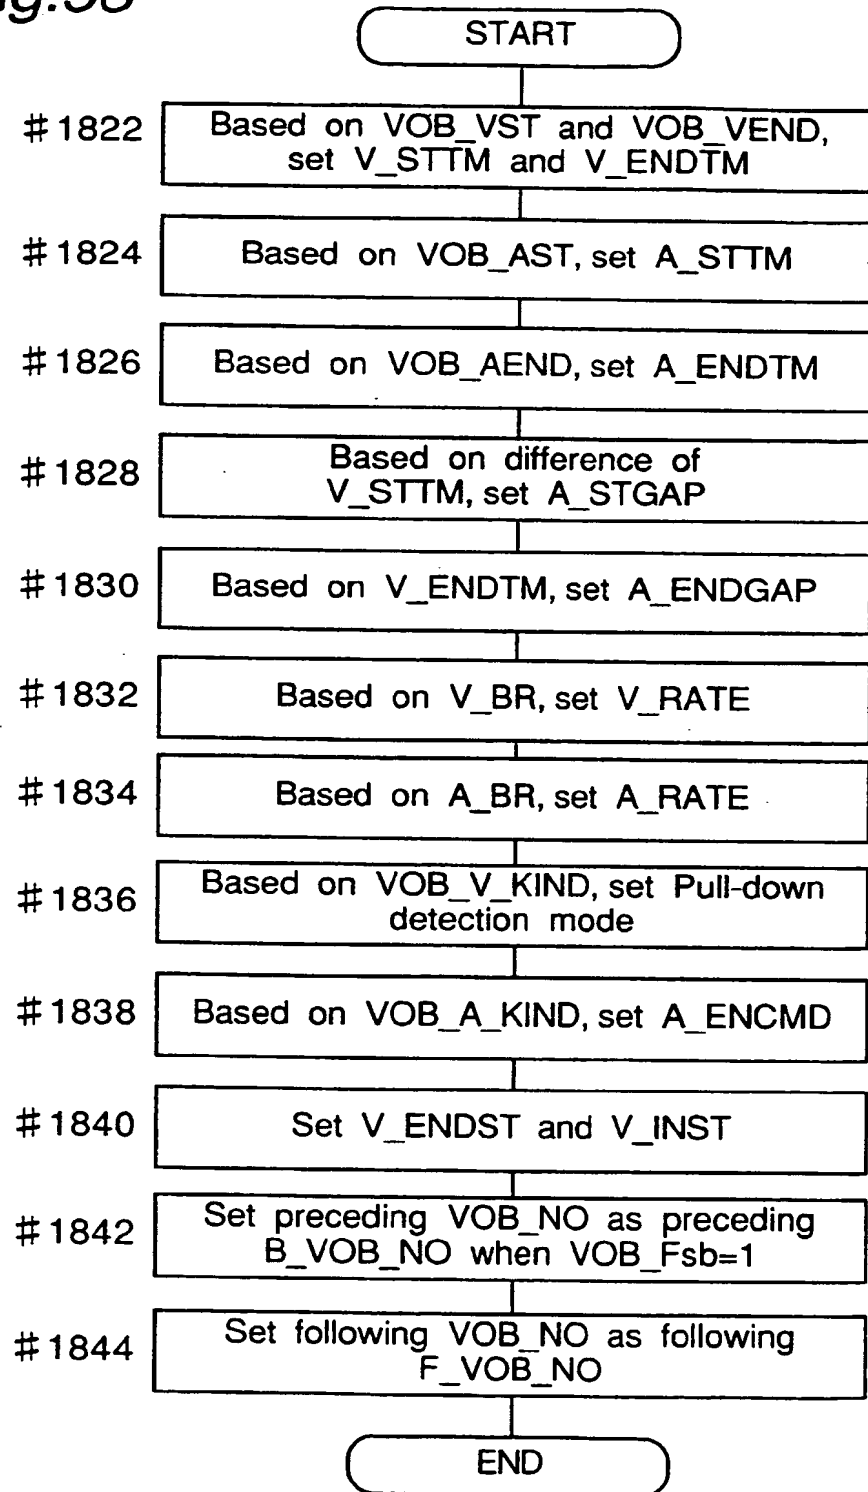 START
#1822
Based on VOB_VST and VOB_VEND,
set V_STTM and V_ENDTM
#1824
Based on VOB_AST, set A_STTM
#1826
Based on VOB_AEND, set A_ENDTM
#1828
Based on difference of
V_STTM, set A_STGAP
#1830
Based on V_ENDTM, set A_ENDGAP
#1832
Based on V_BR, set V_RATE
#1834
Based on A_BR, set A_RATE
#1836
Based on VOB_V_KIND, set Pull-down
detection mode
#1838
Based on VOB_A_KIND, set A_ENCMD
#1840
Set V_ENDST and V_INST
#1842
Set preceding VOB_NO as preceding
B_VOB_NO when VOB_Fsb=1
#1844
Set following VOB_NO as following
F_VOB_NO
END